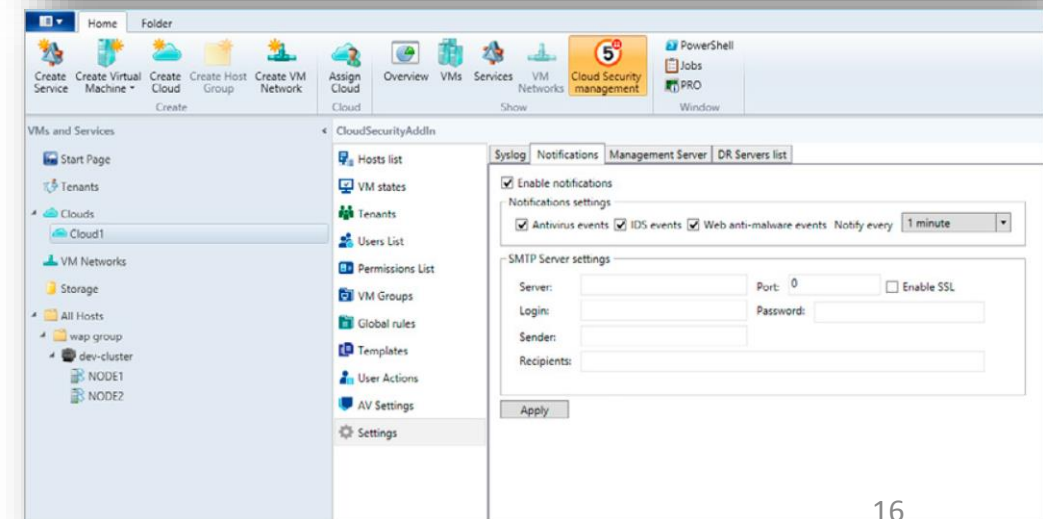 Home Folder
Create Service
Create Virtual Machine
Create Cloud
Create Host Group
Create VM Network
Assign Cloud
Overview
VMs
Services
VM Networks
5
Cloud Security management
PowerShell
Jobs
PRO
Create Cloud Show Window
VMs and Services
Start Page
Tenants
Clouds
Cloud1
VM Networks
Storage
All Hosts
wap group
dev-cluster
NODE1
NODE2
CloudSecurityAddIn
Hosts list
VM states
Tenants
Users List
Permissions List
VM Groups
Global rules
Templates
User Actions
AV Settings
Settings
Syslog Notifications Management Server DR Servers list
Enable notifications
Notifications settings
Antivirus events IDS events Web anti-malware events Notify every 1 minute
SMTP Server settings
Server: Port: 0 Enable SSL
Login: Password:
Sender:
Recipients:
Apply
16